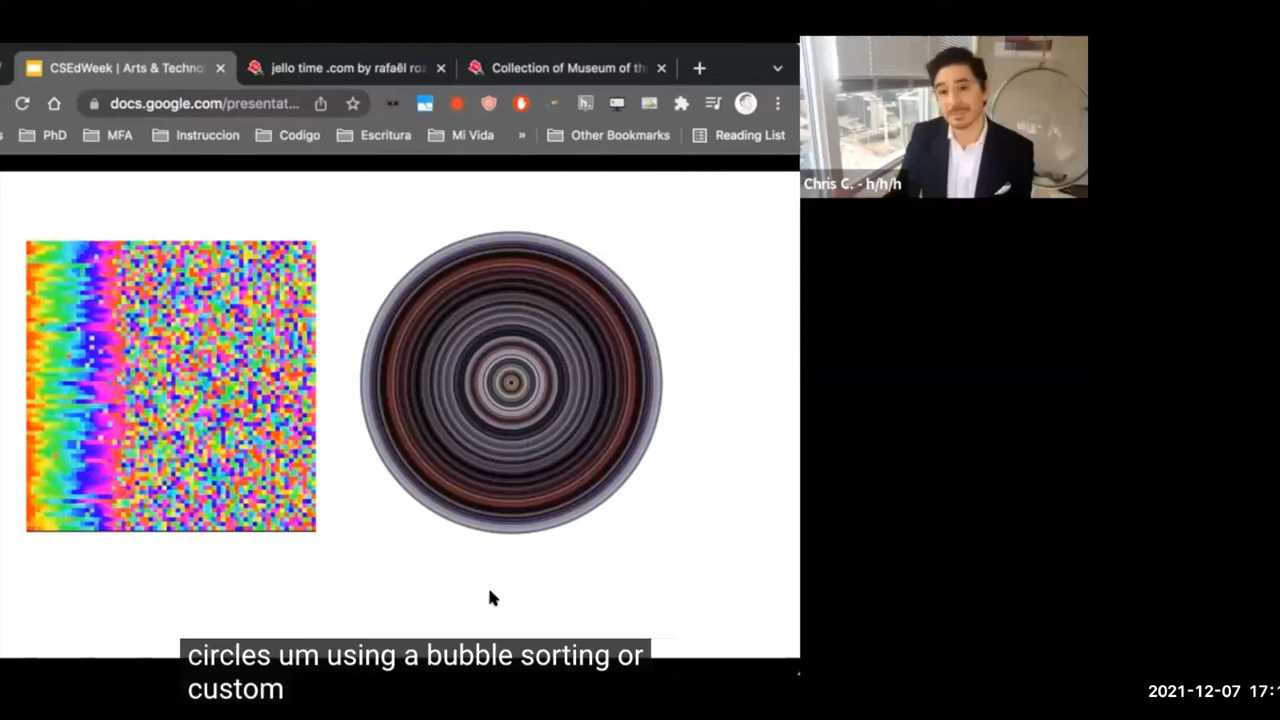 CSEdWeek | Arts & Techno
jello time .com by rafaël roz
Collection of Museum of th
docs.google.com/presentat...
s PhD MFA Instruccion Codigo Escritura Mi Vida » Other Bookmarks Reading List
Chris C. - h/h/h
circles um using a bubble sorting or
custom
2021-12-07 17:1